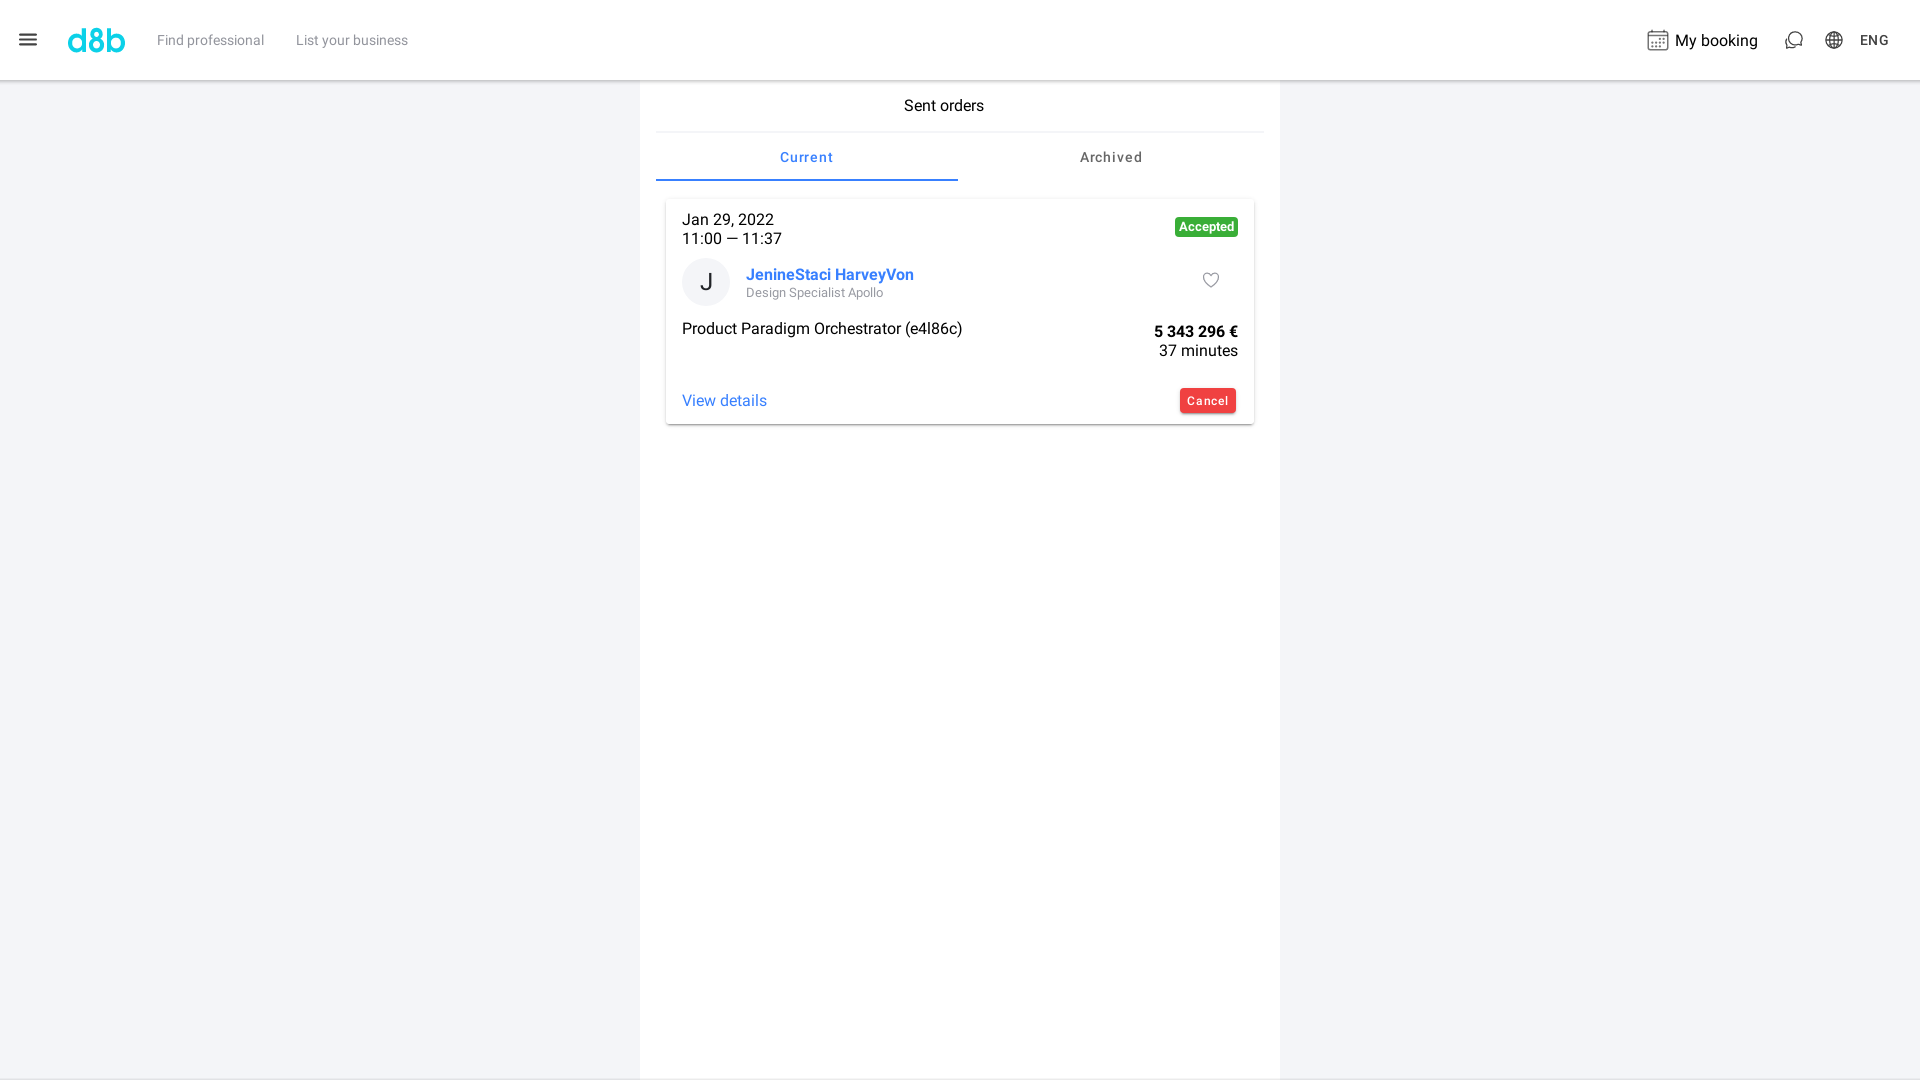 d8b
Find professional
List your business
My booking
ENG
Sent orders
Current
Archived
Jan 29, 2022
11:00 — 11:37
Accepted
J
JenineStaci HarveyVon
Design Specialist Apollo
Product Paradigm Orchestrator (e4l86c)
5 343 296 €
37 minutes
View details
Cancel